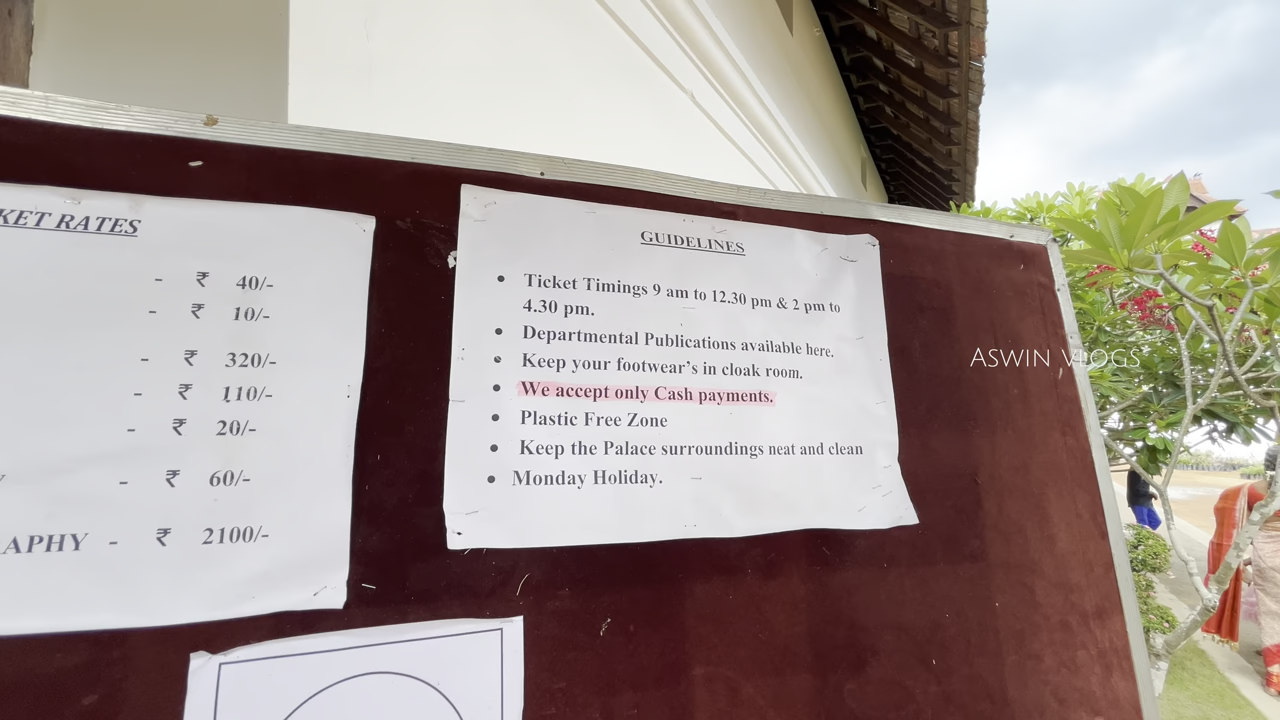 KET RATES
- ₹ 40/-
- ₹ 10/-
- ₹ 320/-
- ₹ 110/-
- ₹ 20/-
- ₹ 60/-
APHY - ₹ 2100/-
GUIDELINES
• Ticket Timings 9 am to 12.30 pm & 2 pm to
4.30 pm.
• Departmental Publications available here.
• Keep your footwear's in cloak room.
• We accept only Cash payments.
• Plastic Free Zone
• Keep the Palace surroundings neat and clean
• Monday Holiday.
ASWIN VLOGS